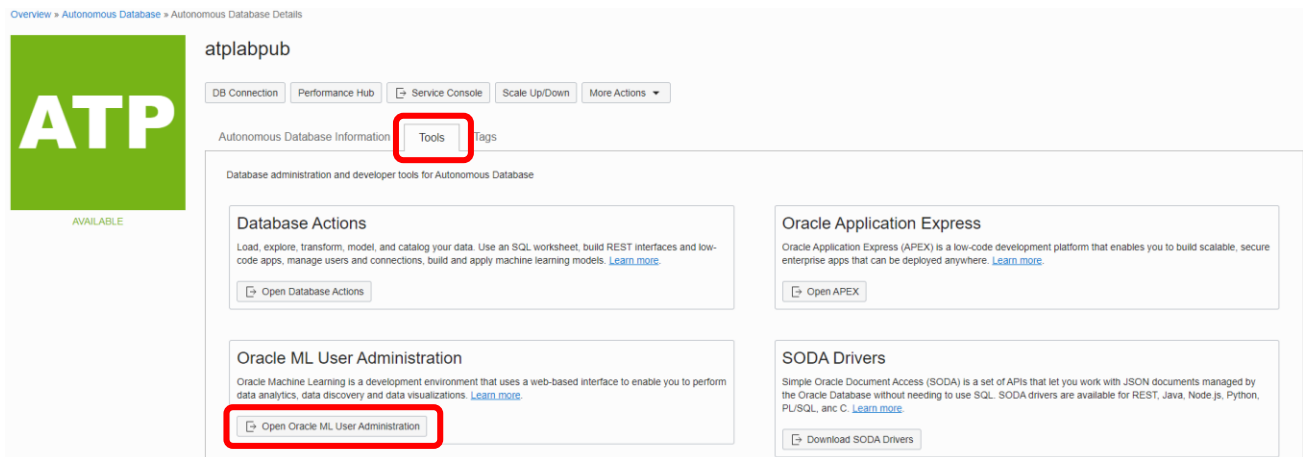 Overview » Autonomous Database » Autonomous Database Details
ATP
AVAILABLE
atplabpub
DB Connection
Performance Hub
Service Console
Scale Up/Down
More Actions
Autonomous Database Information
Tools
Tags
Database administration and developer tools for Autonomous Database
Database Actions
Load, explore, transform, model, and catalog your data. Use an SQL worksheet, build REST interfaces and low-
code apps, manage users and connections, build and apply machine learning models. Learn more.
Open Database Actions
Oracle Application Express
Oracle Application Express (APEX) is a low-code development platform that enables you to build scalable, secure
enterprise apps that can be deployed anywhere. Learn more.
Open APEX
Oracle ML User Administration
Oracle Machine Learning is a development environment that uses a web-based interface to enable you to perform
data analytics, data discovery and data visualizations. Learn more.
Open Oracle ML User Administration
SODA Drivers
Simple Oracle Document Access (SODA) is a set of APIs that let you work with JSON documents managed by
the Oracle Database without needing to use SQL. SODA drivers are available for REST, Java, Node.js, Python,
PL/SQL, anc C. Learn more.
Download SODA Drivers